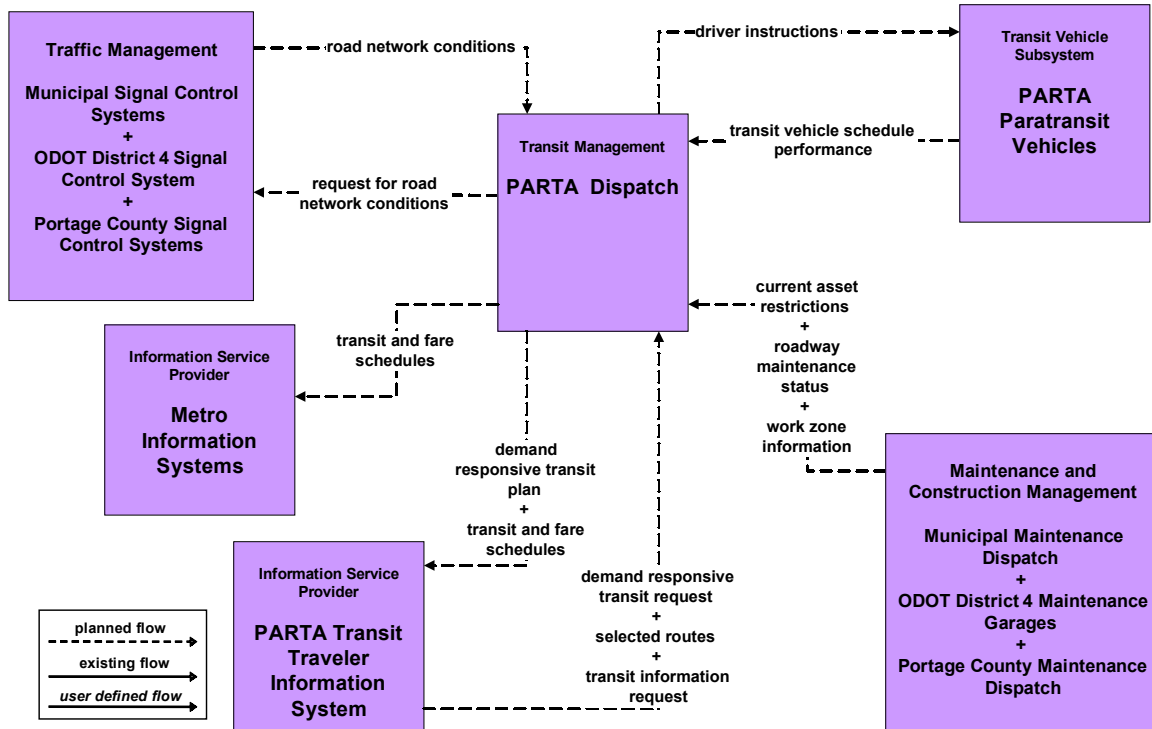 Traffic Management
Municipal Signal Control
Systems
+
ODOT District 4 Signal
Control System
+
Portage County Signal
Control Systems
road network conditions
request for road
network conditions
Transit Management
PARTA Dispatch
driver instructions
transit vehicle schedule
performance
Transit Vehicle
Subsystem
PARTA
Paratransit
Vehicles
transit and fare
schedules
Information Service
Provider
Metro
Information
Systems
current asset
restrictions
+
roadway
maintenance
status
+
work zone
information
demand
responsive transit
plan
+
transit and fare
schedules
Maintenance and
Construction Management
Municipal Maintenance
Dispatch
+
ODOT District 4 Maintenance
Garages
+
Portage County Maintenance
Dispatch
Information Service
Provider
PARTA Transit
Traveler
Information
System
demand responsive
transit request
+
selected routes
+
transit information
request
planned flow
existing flow
user defined flow